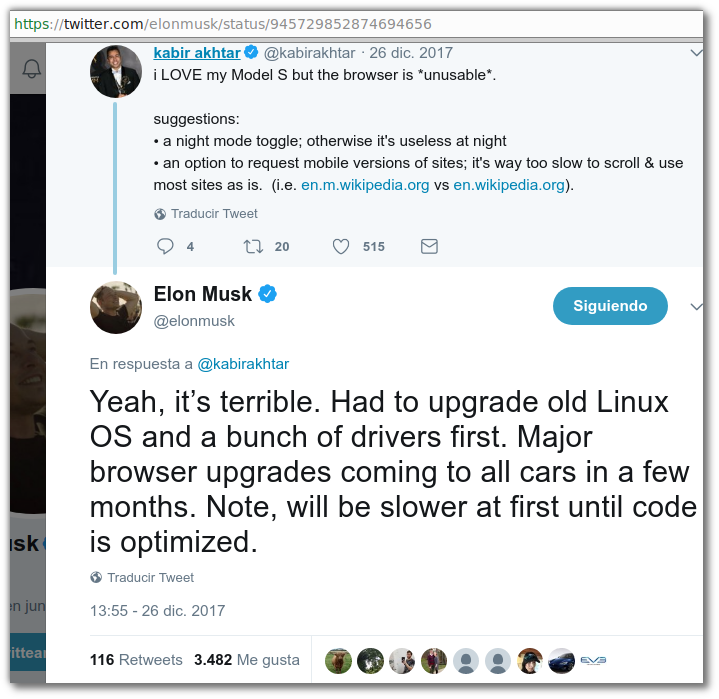 https://twitter.com/elonmusk/status/945729852874694656
kabir akhtar @kabirakhtar · 26 dic. 2017
i LOVE my Model S but the browser is *unusable*.
suggestions:
• a night mode toggle; otherwise it's useless at night
• an option to request mobile versions of sites; it's way too slow to scroll & use
most sites as is. (i.e. en.m.wikipedia.org vs en.wikipedia.org).
Traducir Tweet
4 20 515
Elon Musk
@elonmusk
Siguiendo
En respuesta a @kabirakhtar
Yeah, it’s terrible. Had to upgrade old Linux
OS and a bunch of drivers first. Major
browser upgrades coming to all cars in a few
months. Note, will be slower at first until code
is optimized.
Traducir Tweet
13:55 - 26 dic. 2017
116 Retweets 3.482 Me gusta
usk
en jun
ittear